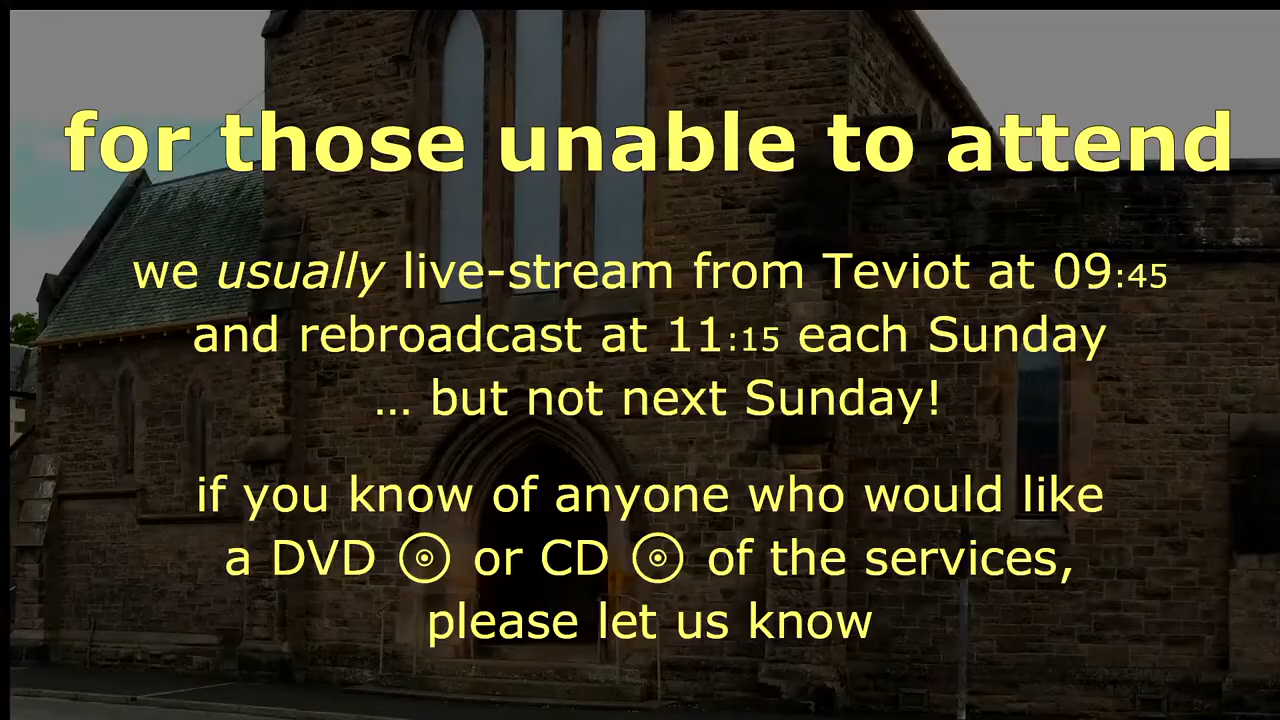 for those unable to attend
we usually live-stream from Teviot at 09:45
and rebroadcast at 11:15 each Sunday
… but not next Sunday!
if you know of anyone who would like
a DVD or CD of the services,
please let us know